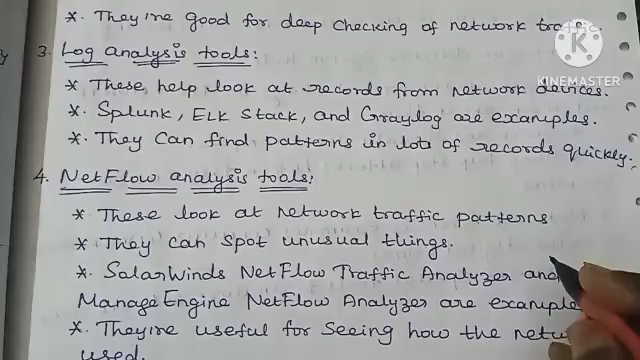 * They're good for deep checking of network
3. Log analysis tools:
* These help look at records from network devices.
* Splunk, ELK Stack, and Graylog are examples.
* They can find patterns in lots of records quickly.
4. NetFlow analysis tools:
* These look at network traffic patterns
* They can spot unusual things.
* SolarWinds NetFlow Traffic Analyzer and
ManageEngine NetFlow Analyzer are example
* They're useful for seeing how the netw
used.
KINEMASTER